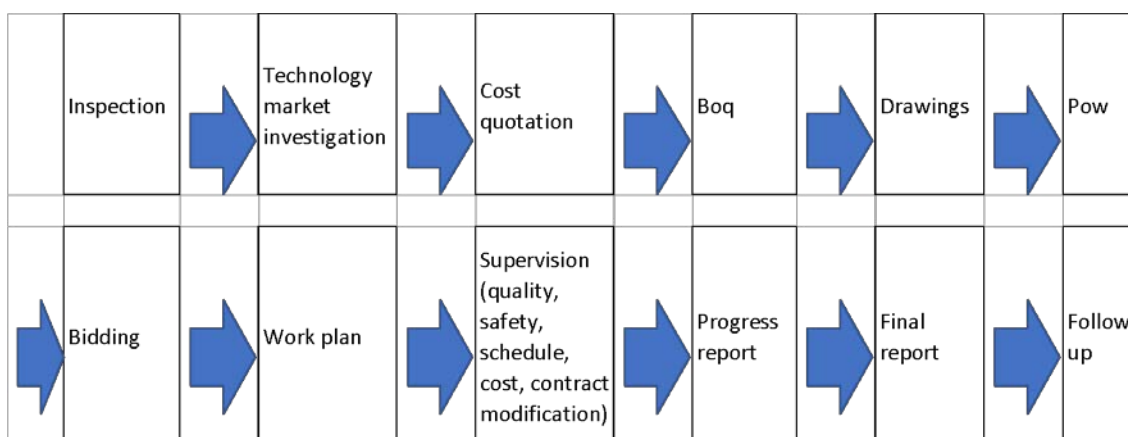 Inspection
Technology
market
investigation
Cost
quotation
Boq
Drawings
Pow
Bidding
Work plan
Supervision
(quality,
safety,
schedule,
cost, contract
modification)
Progress
report
Final
report
Follow
up